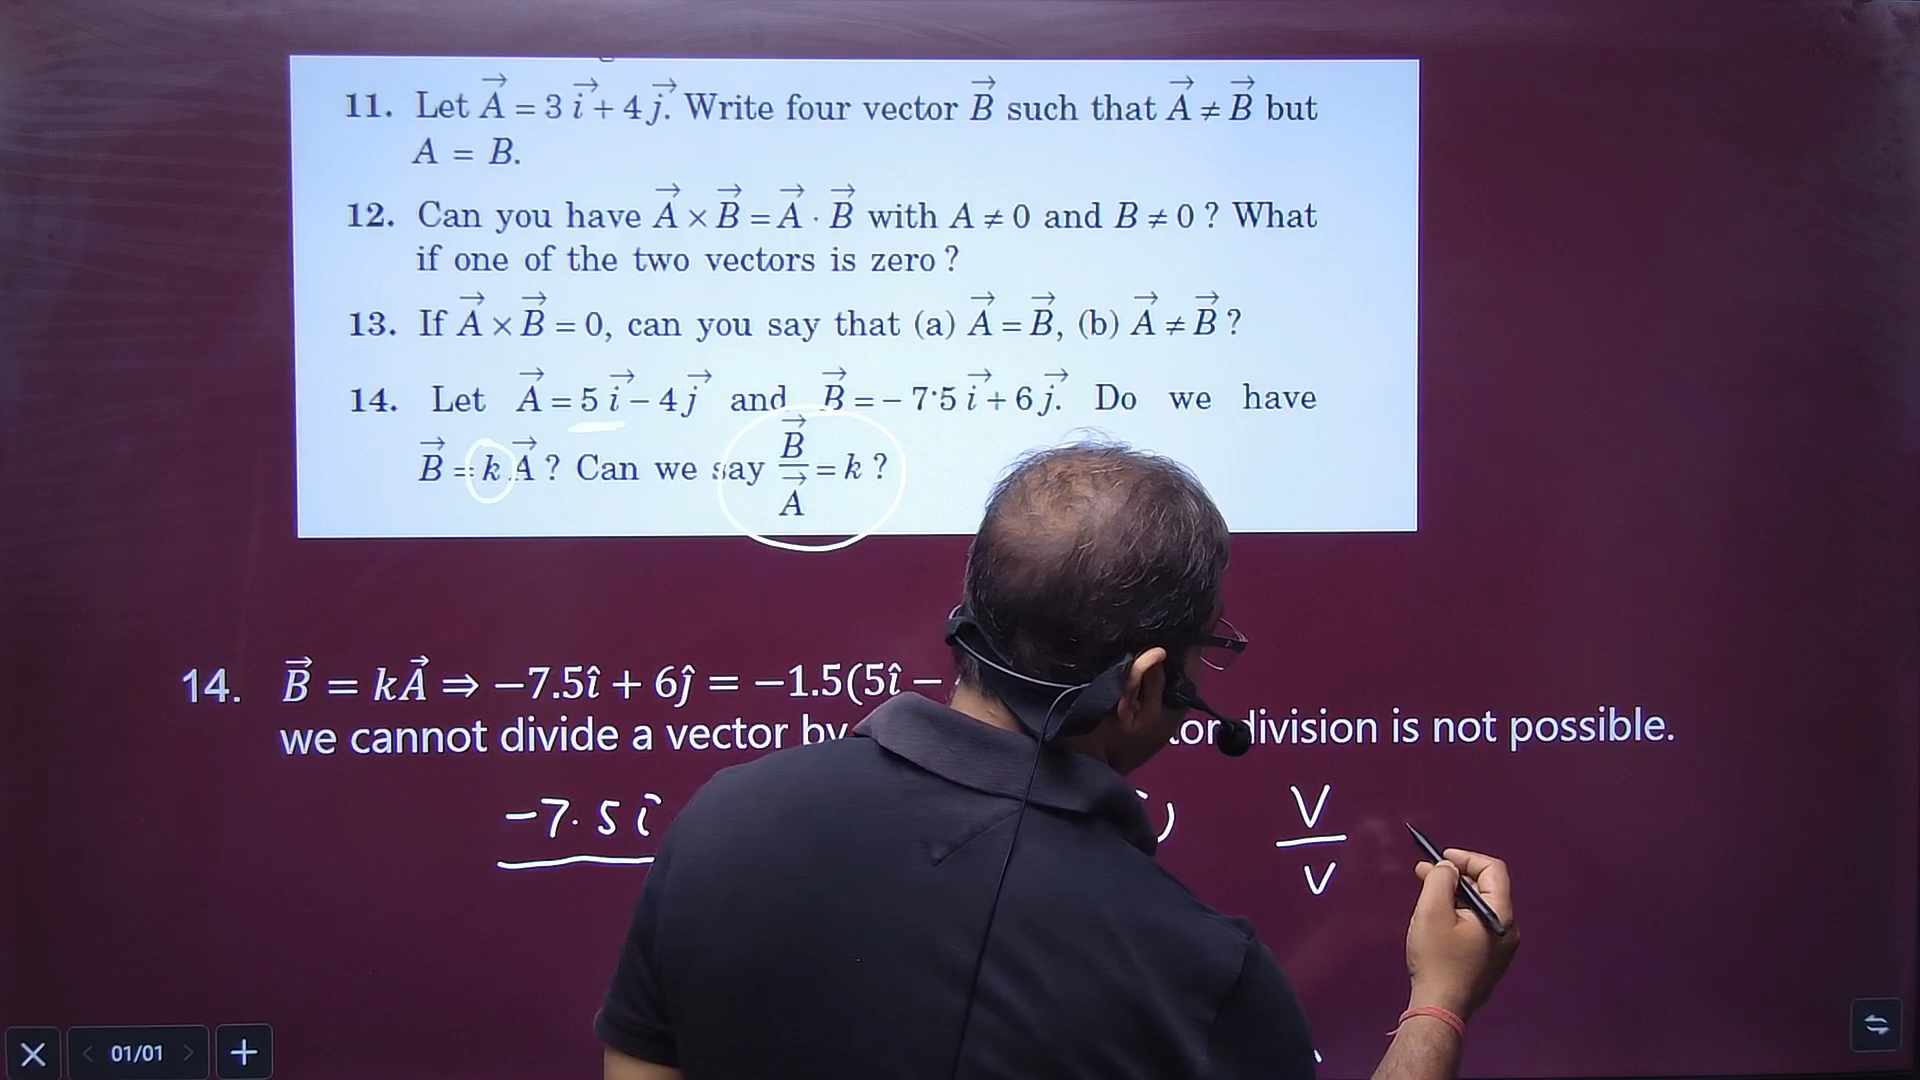 11. Let A⃗ = 3 i⃗ + 4 j⃗. Write four vector B⃗ such that A⃗ ≠ B⃗ but
A = B.
12. Can you have A⃗ × B⃗ = A⃗ · B⃗ with A ≠ 0 and B ≠ 0 ? What
if one of the two vectors is zero ?
13. If A⃗ × B⃗ = 0, can you say that (a) A⃗ = B⃗, (b) A⃗ ≠ B⃗ ?
14. Let A⃗ = 5 i⃗ − 4 j⃗ and B⃗ = − 7·5 i⃗ + 6 j⃗. Do we have
B⃗ = k A⃗ ? Can we say B⃗/A⃗ = k ?
14. B⃗ = kA⃗ ⇒ −7.5î + 6ĵ = −1.5(5î −
we cannot divide a vector by division is not possible.
−7.5 î V
V
01/01